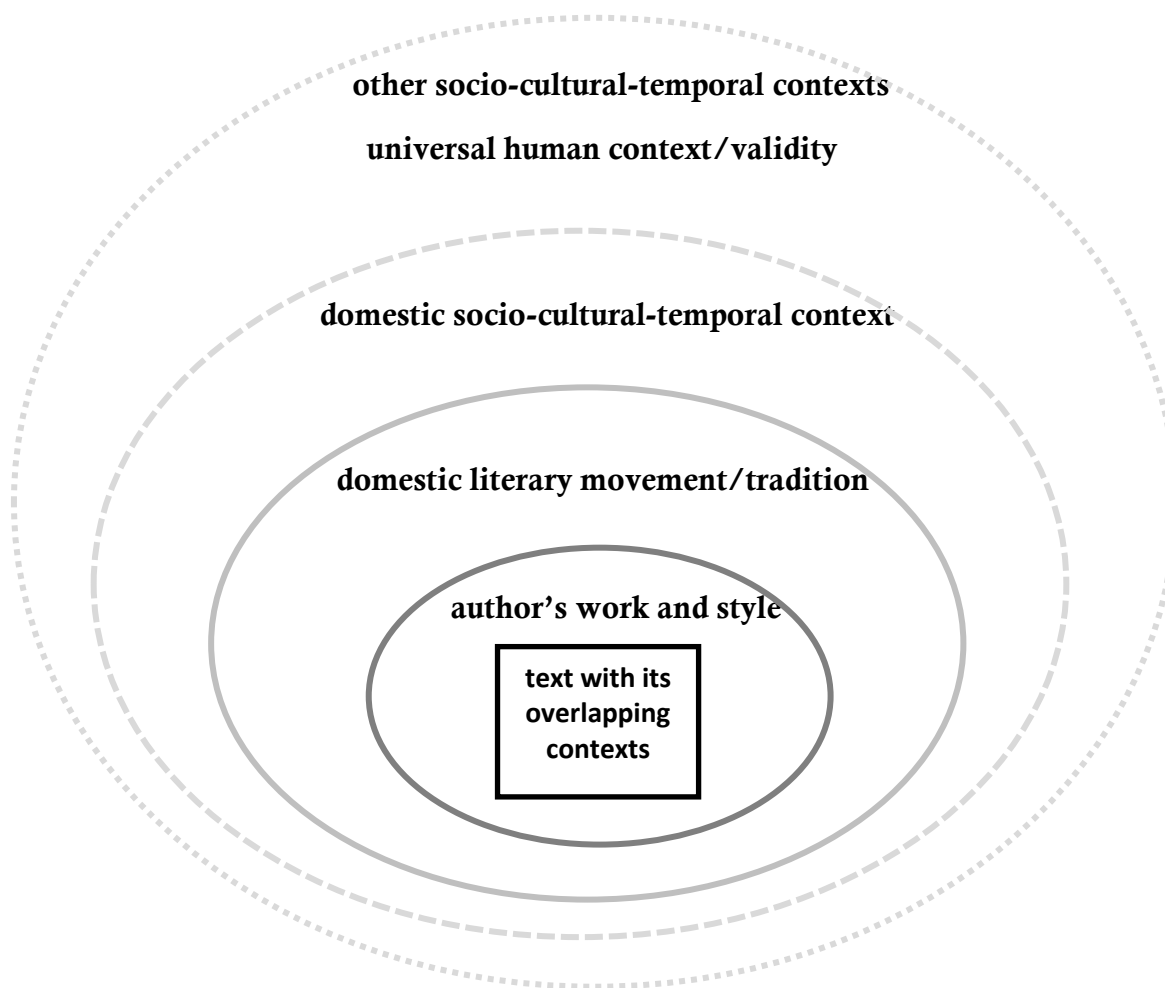 other socio-cultural-temporal contexts
universal human context/validity
domestic socio-cultural-temporal context
domestic literary movement/tradition
author’s work and style
text with its
overlapping
contexts